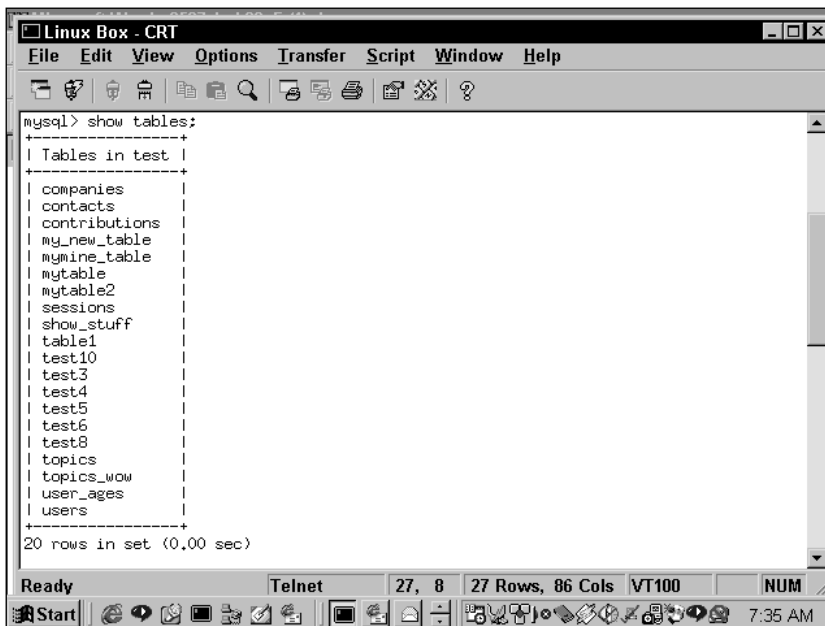 Linux Box - CRT
File Edit View Options Transfer Script Window Help
mysql> show tables;
+-----------------+
| Tables in test |
+-----------------+
| companies |
| contacts |
| contributions |
| my_new_table |
| mymine_table |
| mytable |
| mytable2 |
| sessions |
| show_stuff |
| table1 |
| test10 |
| test3 |
| test4 |
| test5 |
| test6 |
| test8 |
| topics |
| topics_wow |
| user_ages |
| users |
+-----------------+
20 rows in set (0.00 sec)
Ready Telnet 27, 8 27 Rows, 86 Cols VT100 NUM
Start 7:35 AM